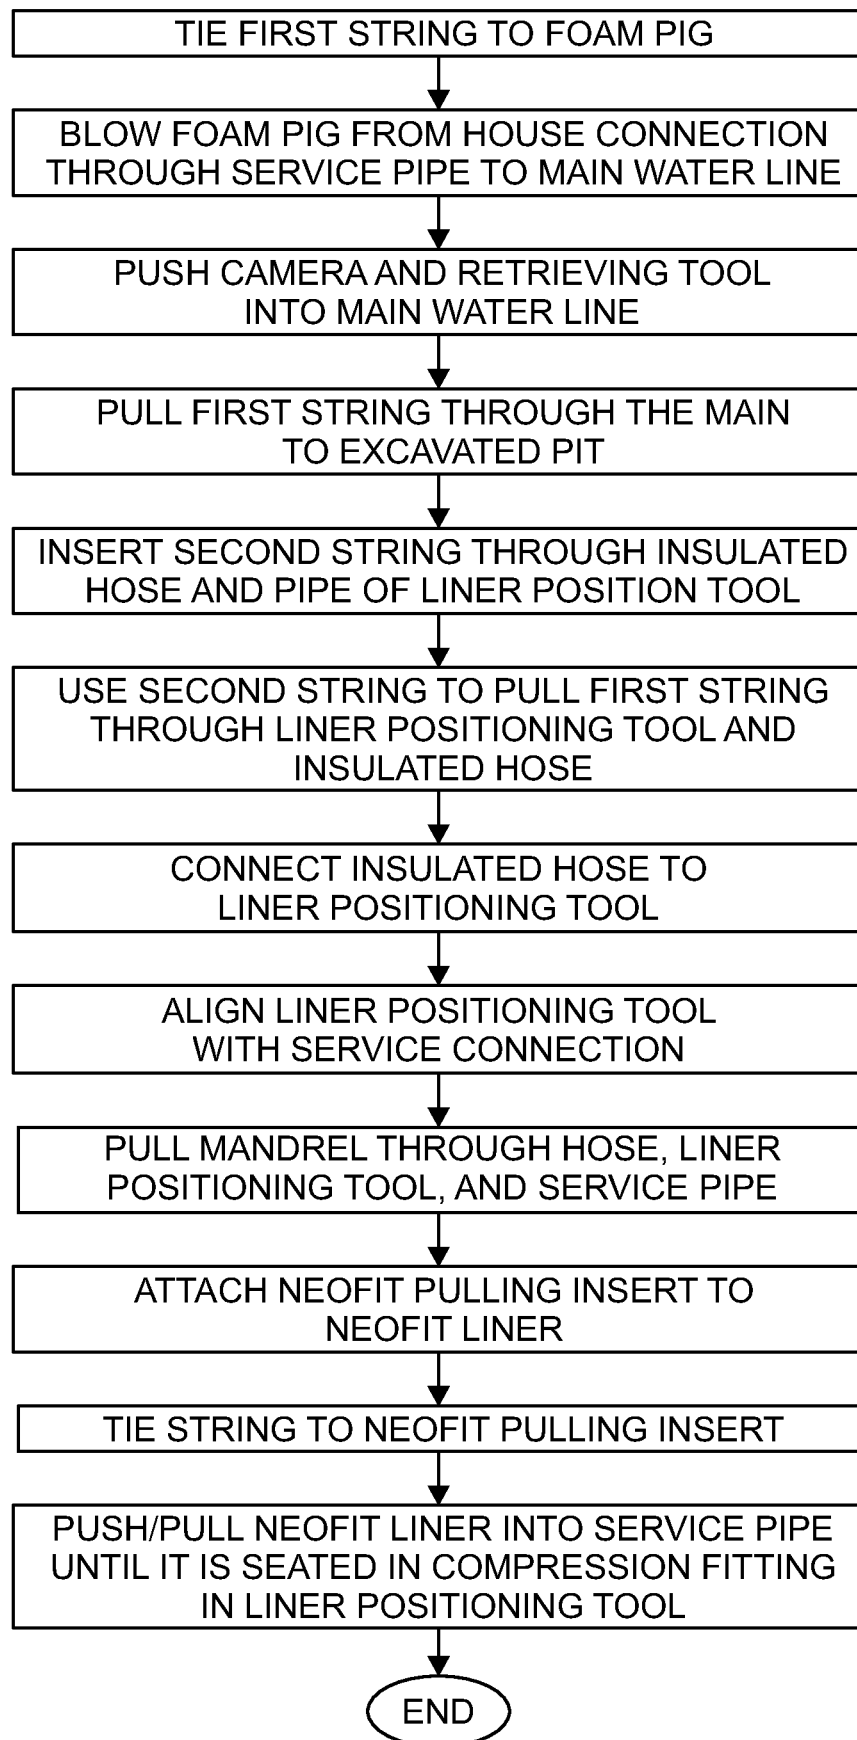 TIE FIRST STRING TO FOAM PIG
BLOW FOAM PIG FROM HOUSE CONNECTION
THROUGH SERVICE PIPE TO MAIN WATER LINE
PUSH CAMERA AND RETRIEVING TOOL
INTO MAIN WATER LINE
PULL FIRST STRING THROUGH THE MAIN
TO EXCAVATED PIT
INSERT SECOND STRING THROUGH INSULATED
HOSE AND PIPE OF LINER POSITION TOOL
USE SECOND STRING TO PULL FIRST STRING
THROUGH LINER POSITIONING TOOL AND
INSULATED HOSE
CONNECT INSULATED HOSE TO
LINER POSITIONING TOOL
ALIGN LINER POSITIONING TOOL
WITH SERVICE CONNECTION
PULL MANDREL THROUGH HOSE, LINER
POSITIONING TOOL, AND SERVICE PIPE
ATTACH NEOFIT PULLING INSERT TO
NEOFIT LINER
TIE STRING TO NEOFIT PULLING INSERT
PUSH/PULL NEOFIT LINER INTO SERVICE PIPE
UNTIL IT IS SEATED IN COMPRESSION FITTING
IN LINER POSITIONING TOOL
END